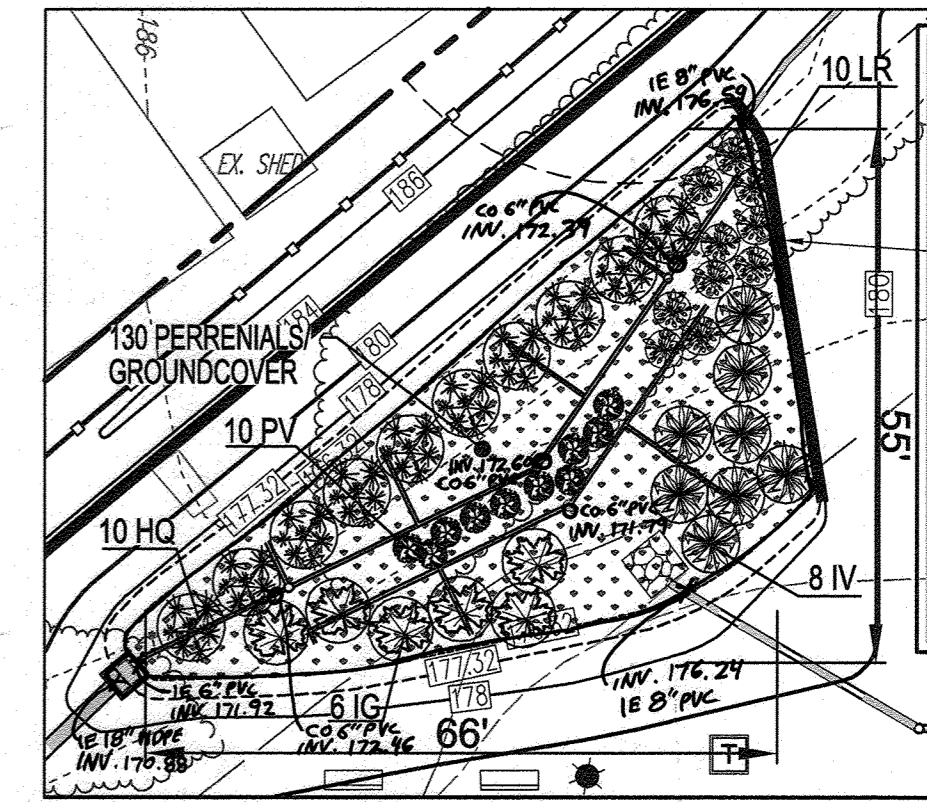 186
IE 8" PVC
INV. 176.59
10 LR
EX. SHED
186
CO 6" PVC
INV. 172.39
180
184
130 PERRENIALS/
GROUNDCOVER
180
178
10 PV
177.32
INV. 172.60
CO 6" PVC
CO 6" PVC
INV. 171.79
55'
10 HQ
8 IV
177.32
178
INV. 176.24
IE 8" PVC
IE 6" PVC
INV 171.92
6 IG
CO 6" PVC
INV. 172.46
66'
IE 18" HDPE
INV. 170.88
T